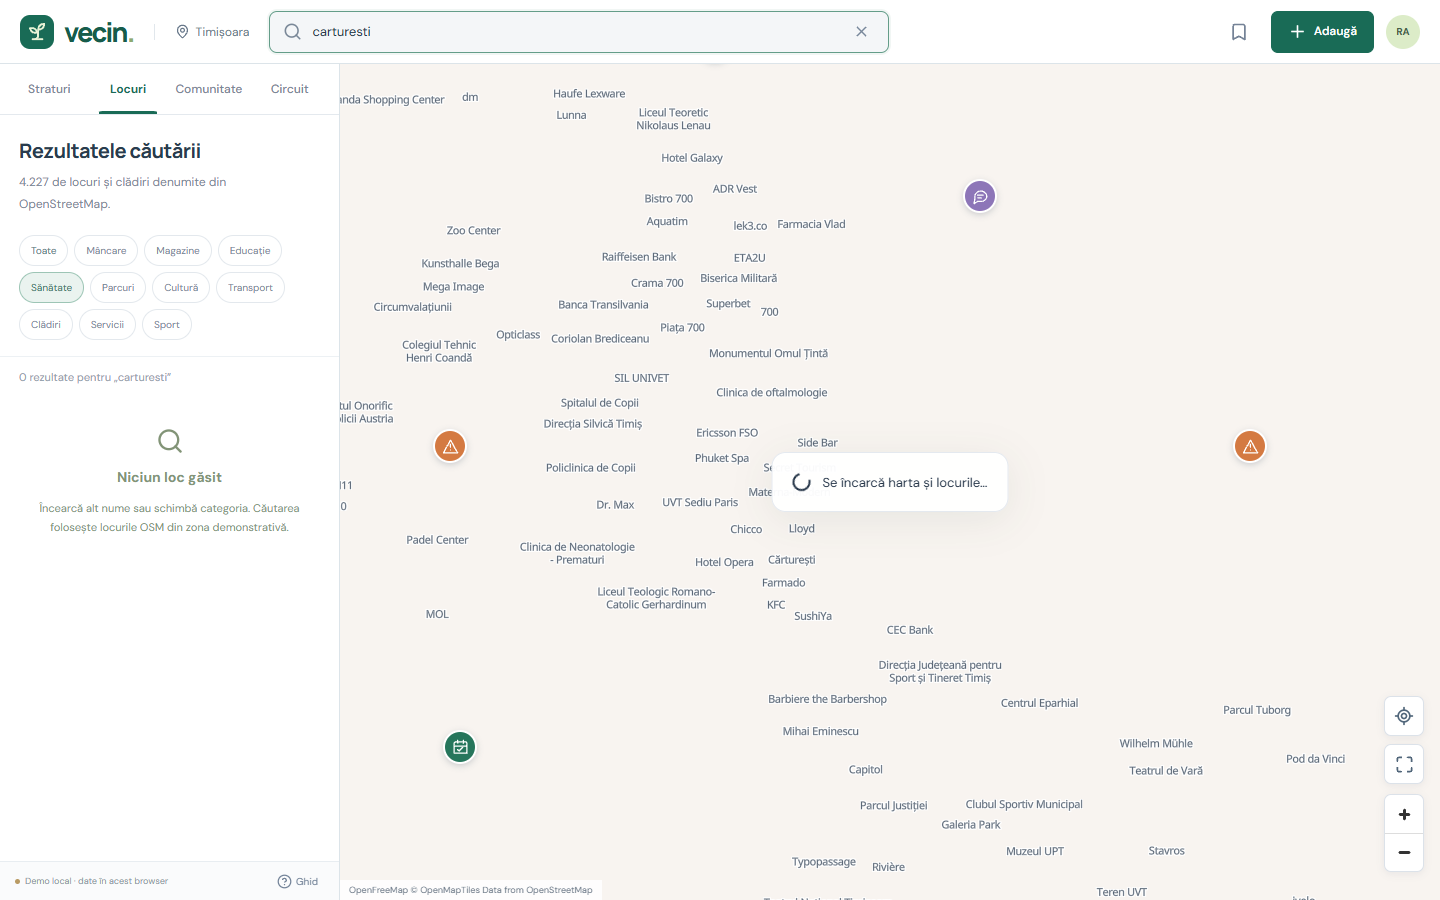 vecin.
Timișoara
carturesti
Adaugă
RA
Straturi
Locuri
Comunitate
Circuit
Rezultatele căutării
4.227 de locuri și clădiri denumite din
OpenStreetMap.
Toate
Mâncare
Magazine
Educație
Sănătate
Parcuri
Cultură
Transport
Clădiri
Servicii
Sport
0 rezultate pentru „carturesti”
Niciun loc găsit
Încearcă alt nume sau schimbă categoria. Căutarea
folosește locurile OSM din zona demonstrativă.
Demo local · date în acest browser
Ghid
anda Shopping Center
dm
Haufe Lexware
Lunna
Liceul Teoretic
Nikolaus Lenau
Hotel Galaxy
ADR Vest
Bistro 700
Aquatim
lek3.co
Farmacia Vlad
Zoo Center
Raiffeisen Bank
ETA2U
Kunsthalle Bega
Biserica Militară
Mega Image
Crama 700
Circumvalațiunii
Banca Transilvania
Superbet
700
Opticlass
Coriolan Brediceanu
Piața 700
Colegiul Tehnic
Henri Coandă
Monumentul Omul Țintă
SIL UNIVET
Clinica de oftalmologie
tul Onorific
licii Austria
Spitalul de Copii
Direcția Silvică Timiș
Ericsson FSO
Side Bar
Phuket Spa
Se
Policlinica de Copii
Se încarcă harta și locurile...
111
0
Mate
Dr. Max
UVT Sediu Paris
Chicco
Lloyd
Padel Center
Clinica de Neonatologie
- Prematuri
Hotel Opera
Cărturești
Farmado
Liceul Teologic Romano-
Catolic Gerhardinum
KFC
MOL
SushiYa
CEC Bank
Direcția Județeană pentru
Sport și Tineret Timiș
Barbiere the Barbershop
Centrul Eparhial
Parcul Tuborg
Mihai Eminescu
Wilhelm Mühle
Pod da Vinci
Capitol
Teatrul de Vară
Parcul Justiției
Clubul Sportiv Municipal
Galeria Park
Muzeul UPT
Stavros
Typopassage
Rivière
Teren UVT
OpenFreeMap © OpenMapTiles Data from OpenStreetMap